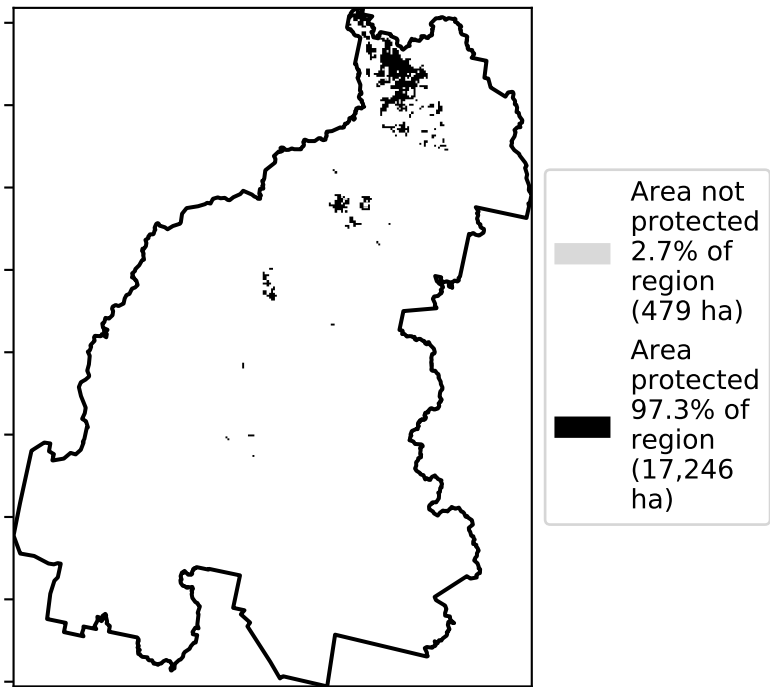 Area not
protected
2.7% of
region
(479 ha)
Area
protected
97.3% of
region
(17,246
ha)